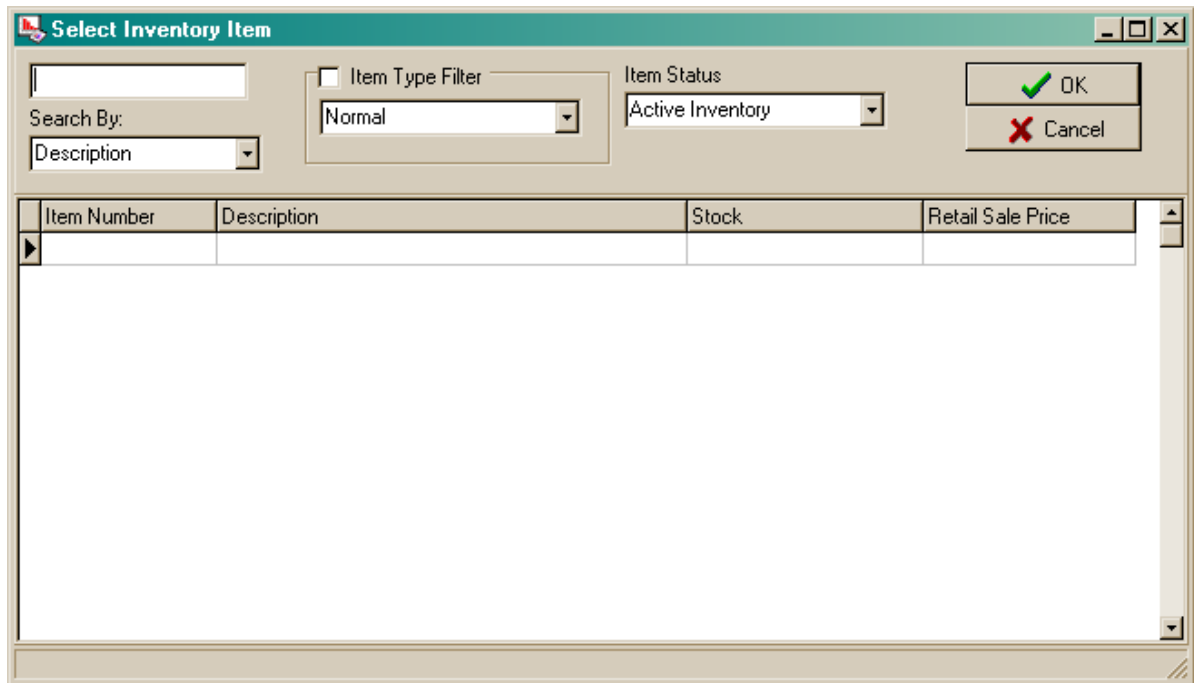 Select Inventory Item
Search By:
Description
Item Type Filter
Normal
Item Status
Active Inventory
OK
Cancel
Item Number Description Stock Retail Sale Price